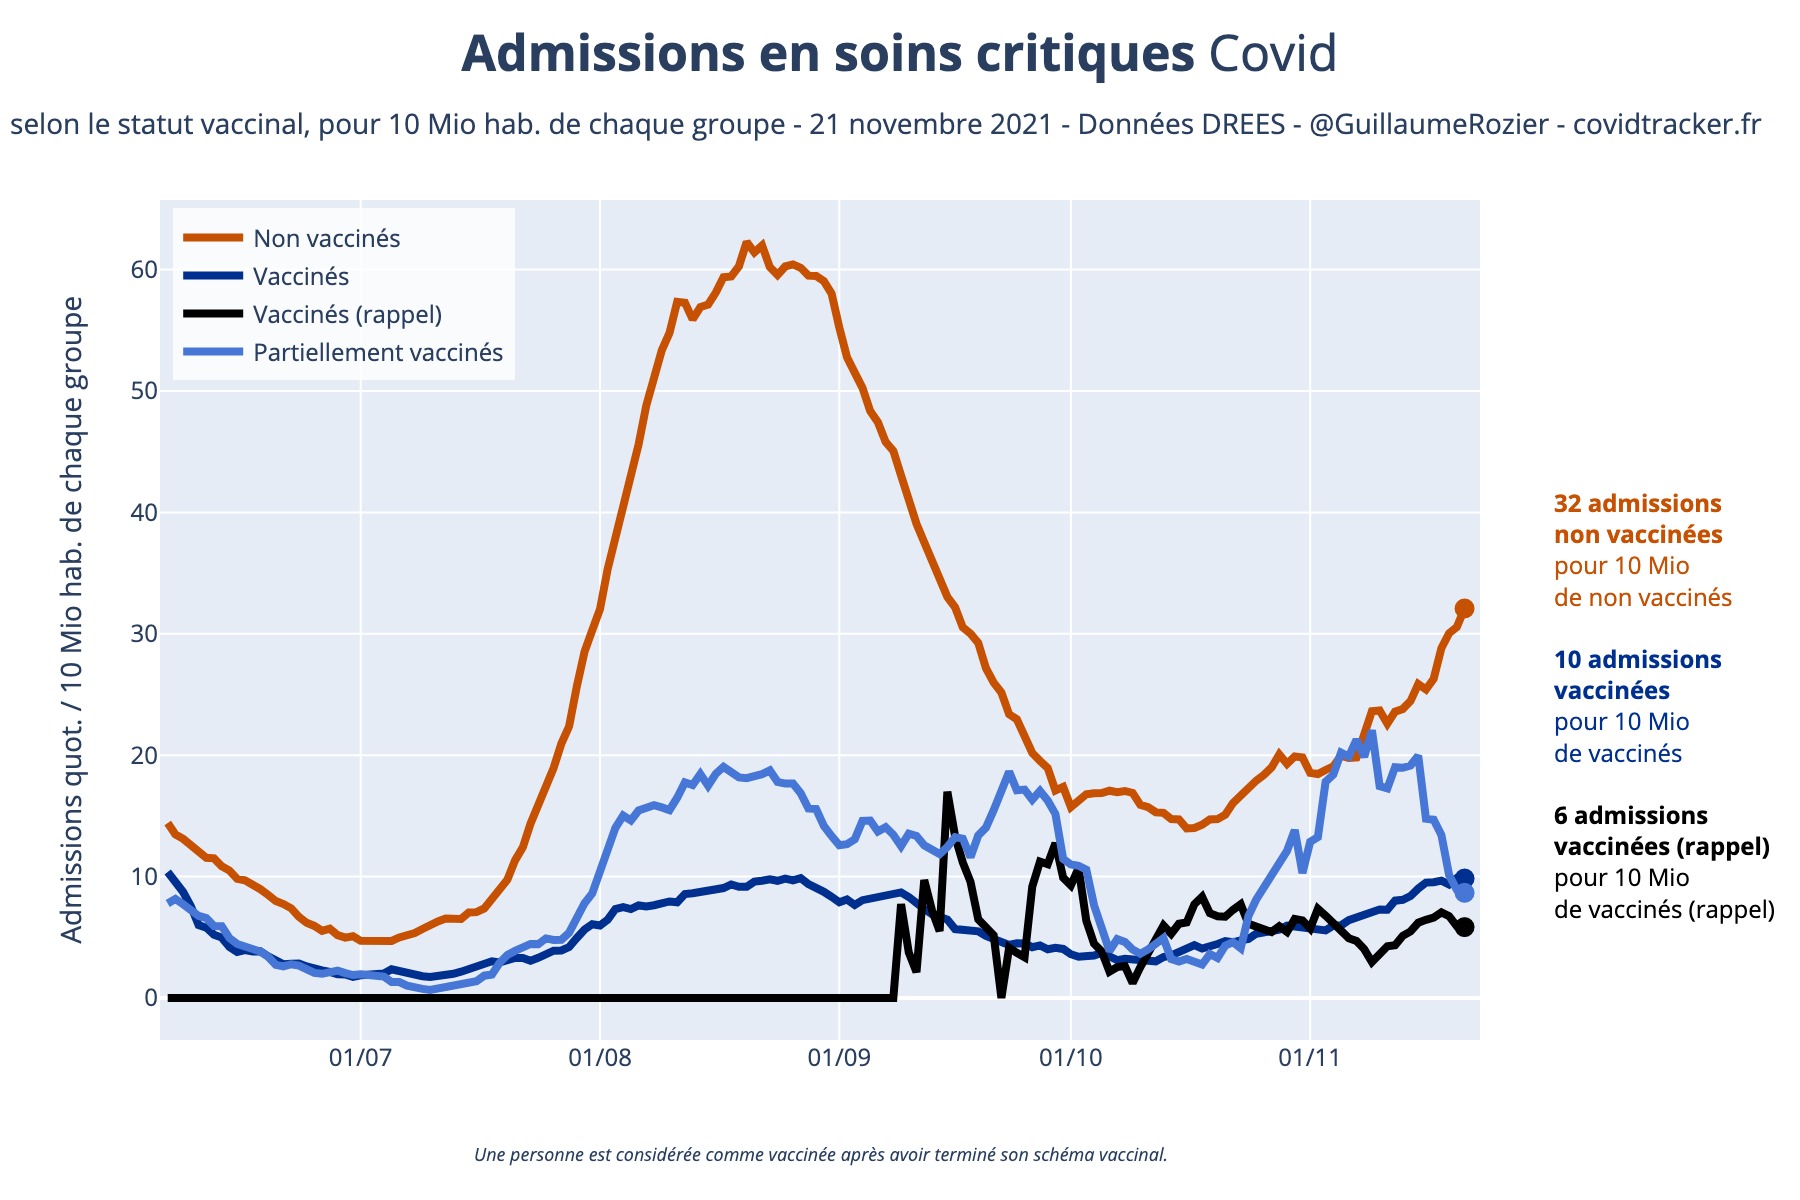 Admissions en soins critiques Covid
selon le statut vaccinal, pour 10 Mio hab. de chaque groupe - 21 novembre 2021 - Données DREES - @GuillaumeRozier - covidtracker.fr
Non vaccinés
Vaccinés
Vaccinés (rappel)
Partiellement vaccinés
Admissions quot. / 10 Mio hab. de chaque groupe
60
50
40
30
20
10
0
01/07
01/08
01/09
01/10
01/11
32 admissions
non vaccinées
pour 10 Mio
de non vaccinés
10 admissions
vaccinées
pour 10 Mio
de vaccinés
6 admissions
vaccinées (rappel)
pour 10 Mio
de vaccinés (rappel)
Une personne est considérée comme vaccinée après avoir terminé son schéma vaccinal.